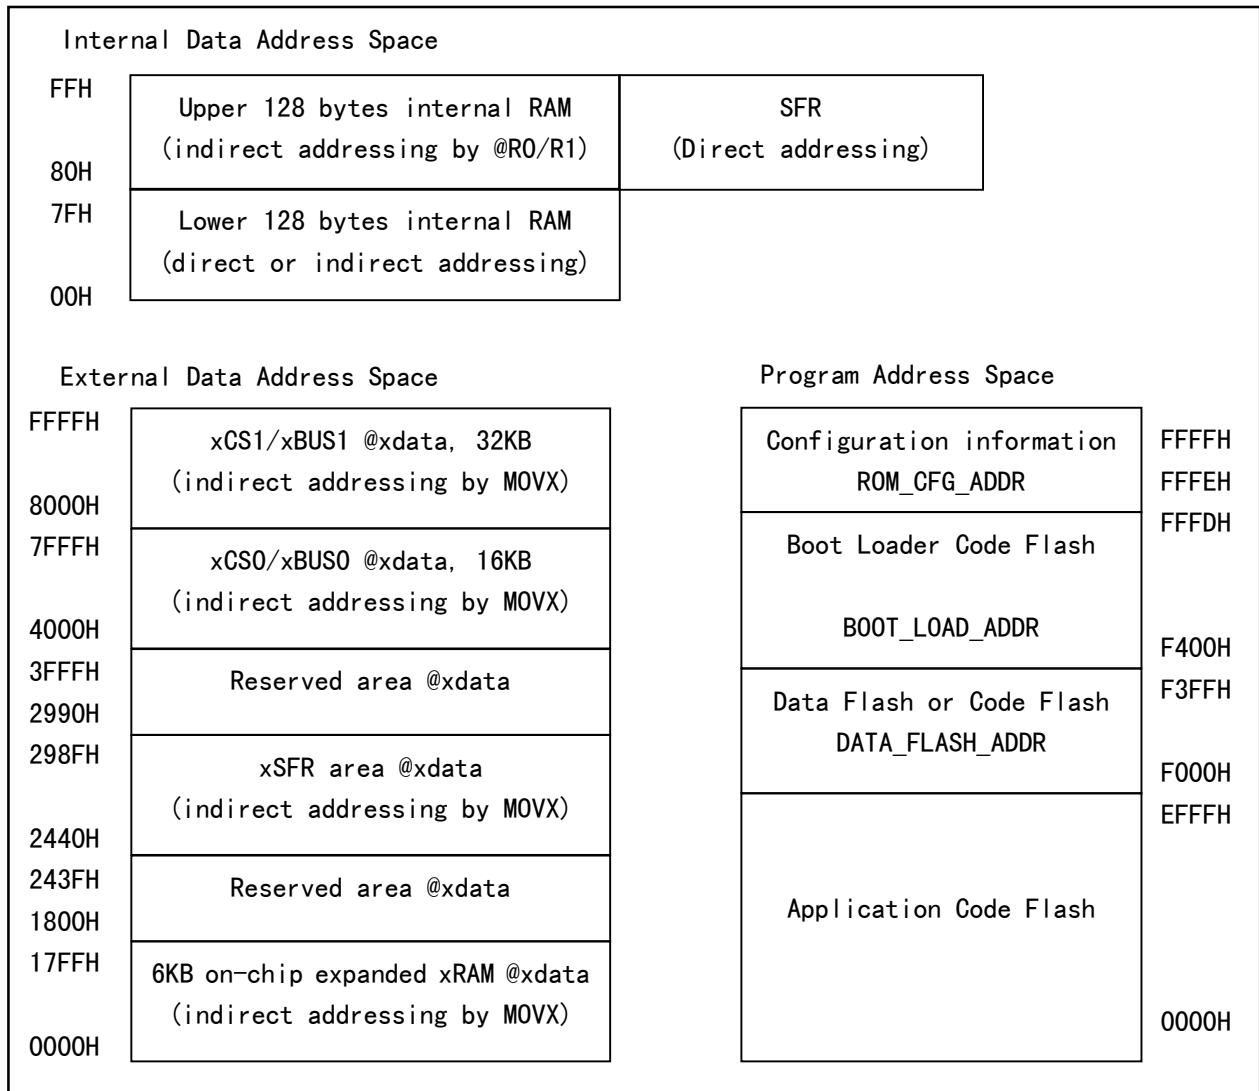 Internal Data Address Space
FFH
Upper 128 bytes internal RAM
(indirect addressing by @R0/R1)
80H
SFR
(Direct addressing)
7FH
Lower 128 bytes internal RAM
(direct or indirect addressing)
00H
External Data Address Space
FFFFH
xCS1/xBUS1 @xdata, 32KB
(indirect addressing by MOVX)
8000H
7FFFH
xCS0/xBUS0 @xdata, 16KB
(indirect addressing by MOVX)
4000H
3FFFH
Reserved area @xdata
2990H
298FH
xSFR area @xdata
(indirect addressing by MOVX)
2440H
243FH
Reserved area @xdata
1800H
17FFH
6KB on-chip expanded xRAM @xdata
(indirect addressing by MOVX)
0000H
Program Address Space
Configuration information
FFFFH
ROM_CFG_ADDR
FFFEH
FFFDH
Boot Loader Code Flash
BOOT_LOAD_ADDR
F400H
F3FFH
Data Flash or Code Flash
DATA_FLASH_ADDR
F000H
EFFFH
Application Code Flash
0000H